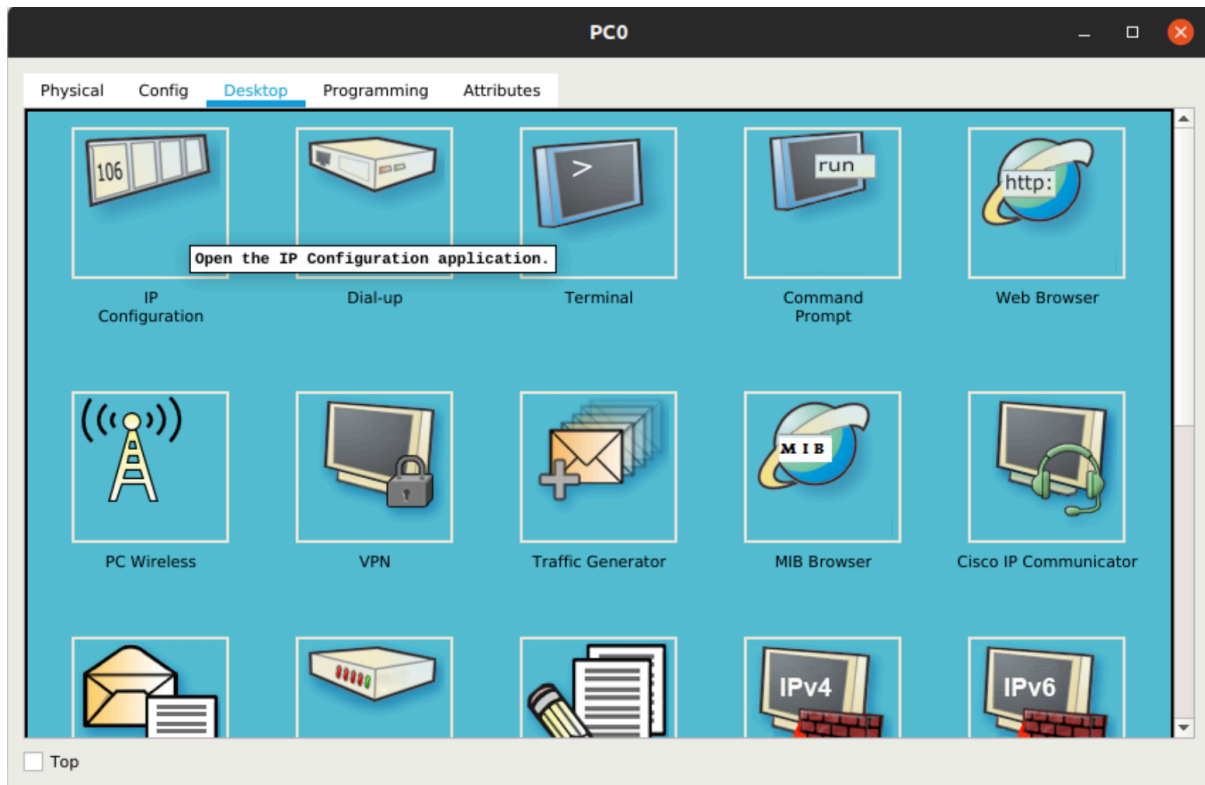 PC0
Physical Config Desktop Programming Attributes
106
>
run
http:
Open the IP Configuration application.
IP
Configuration
Dial-up
Terminal
Command
Prompt
Web Browser
MIB
PC Wireless
VPN
Traffic Generator
MIB Browser
Cisco IP Communicator
IPv4
IPv6
Top